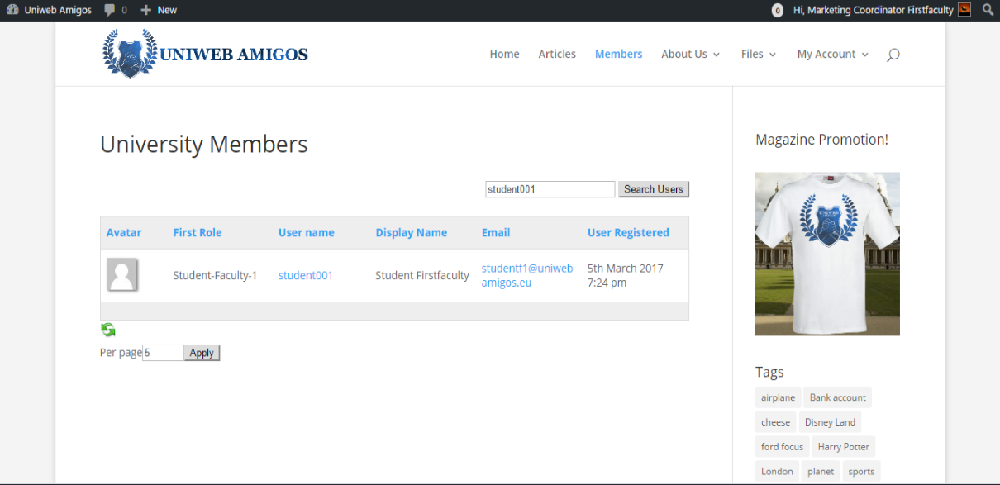 Uniweb Amigos 0 + New 0 Hi, Marketing Coordinator Firstfaculty
UNIWEB AMIGOS
Home Articles Members About Us Files My Account
University Members
student001 Search Users
Avatar First Role User name Display Name Email User Registered
Student-Faculty-1 student001 Student Firstfaculty studentf1@uniweb 5th March 2017
amigos.eu 7:24 pm
Per page 5 Apply
Magazine Promotion!
UNIWEB
AMIGOS
Tags
airplane Bank account
cheese Disney Land
ford focus Harry Potter
London planet sports